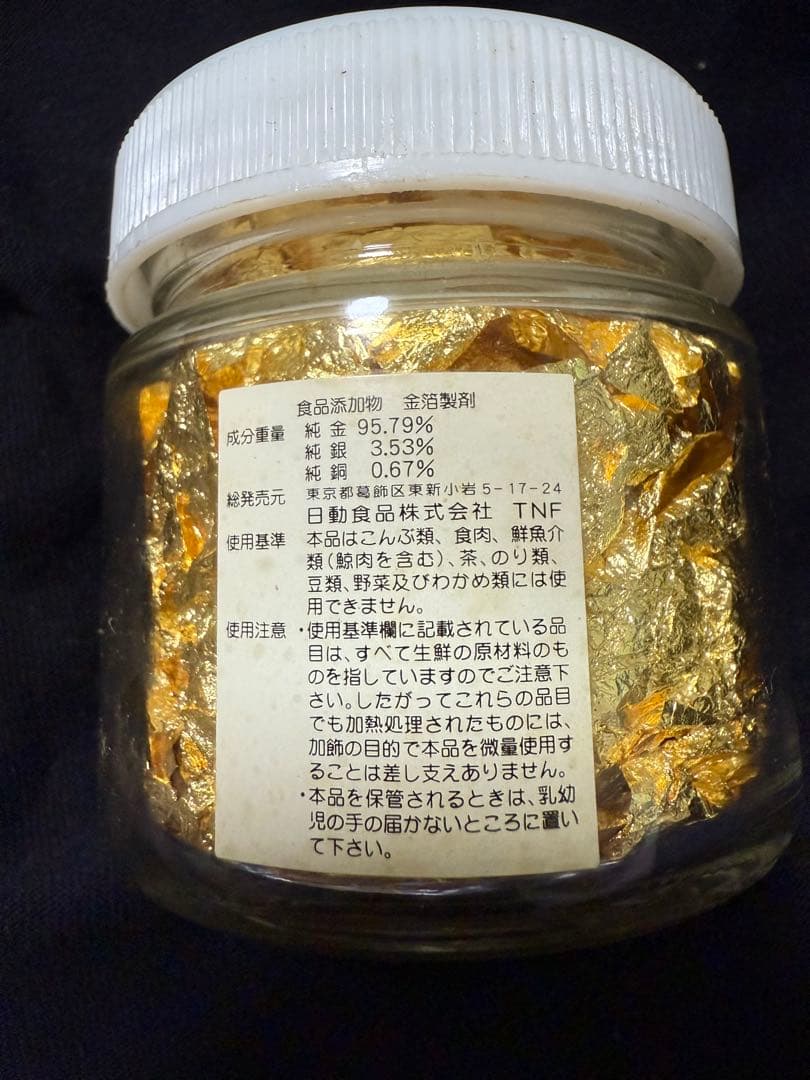 食品添加物 金箔製剤
成分重量 純金 95.79%
純銀 3.53%
純銅 0.67%
総発売元 東京都葛飾区東新小岩5-17-24
日動食品株式会社 TNF
使用基準 本品はこんぶ類、食肉、鮮魚介
類(鯨肉を含む)、茶、のり類、
豆類、野菜及びわかめ類には使
用できません。
使用注意 ・使用基準欄に記載されている品
目は、すべて生鮮の原材料のも
のを指していますのでご注意下
さい。したがってこれらの品目
でも加熱処理されたものには、
加飾の目的で本品を微量使用す
ることは差し支えありません。
・本品を保管されるときは、乳幼
児の手の届かないところに置い
て下さい。